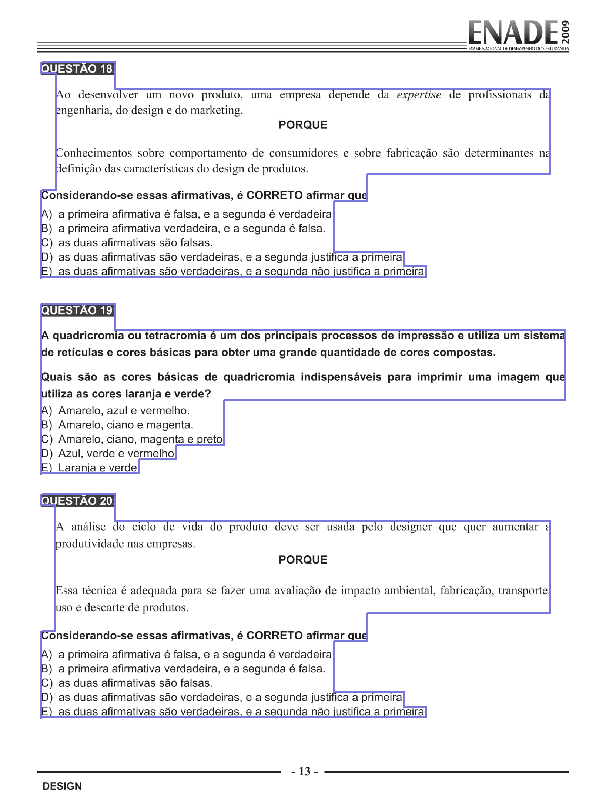 ENADE 2009
EXAME NACIONAL DE DESEMPENHO DOS ESTUDANTES
QUESTÃO 18
Ao desenvolver um novo produto, uma empresa depende da expertise de profissionais da
engenharia, do design e do marketing.
PORQUE
Conhecimentos sobre comportamento de consumidores e sobre fabricação são determinantes na
definição das características do design de produtos.
Considerando-se essas afirmativas, é CORRETO afirmar que
A) a primeira afirmativa é falsa, e a segunda é verdadeira
B) a primeira afirmativa verdadeira, e a segunda é falsa.
C) as duas afirmativas são falsas.
D) as duas afirmativas são verdadeiras, e a segunda justifica a primeira
E) as duas afirmativas são verdadeiras, e a segunda não justifica a primeira
QUESTÃO 19
A quadricromia ou tetracromia é um dos principais processos de impressão e utiliza um sistema
de retículas e cores básicas para obter uma grande quantidade de cores compostas.
Quais são as cores básicas de quadricromia indispensáveis para imprimir uma imagem que
utiliza as cores laranja e verde?
A) Amarelo, azul e vermelho.
B) Amarelo, ciano e magenta.
C) Amarelo, ciano, magenta e preto
D) Azul, verde e vermelho
E) Laranja e verde
QUESTÃO 20
A análise do ciclo de vida do produto deve ser usada pelo designer que quer aumentar a
produtividade nas empresas.
PORQUE
Essa técnica é adequada para se fazer uma avaliação de impacto ambiental, fabricação, transporte
uso e descarte de produtos.
Considerando-se essas afirmativas, é CORRETO afirmar que
A) a primeira afirmativa é falsa, e a segunda é verdadeira
B) a primeira afirmativa verdadeira, e a segunda é falsa.
C) as duas afirmativas são falsas.
D) as duas afirmativas são verdadeiras, e a segunda justifica a primeira
E) as duas afirmativas são verdadeiras, e a segunda não justifica a primeira
- 13 -
DESIGN